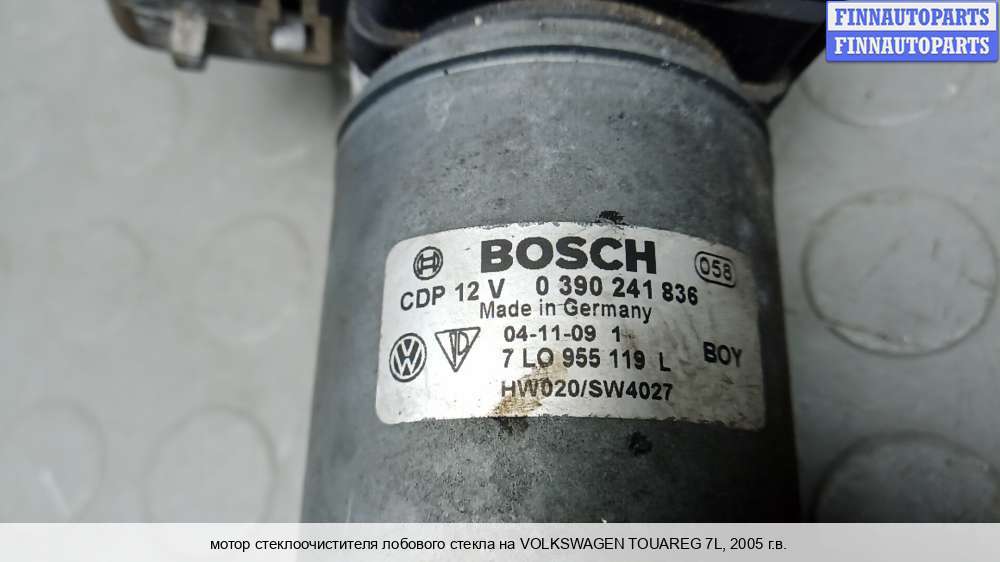 FINNAUTOPARTS
FINNAUTOPARTS
BOSCH 058
CDP 12 V 0 390 241 836
Made in Germany
04-11-09 1
7 L0 955 119 L BOY
HW020/SW4027
мотор стеклоочистителя лобового стекла на VOLKSWAGEN TOUAREG 7L, 2005 г.в.